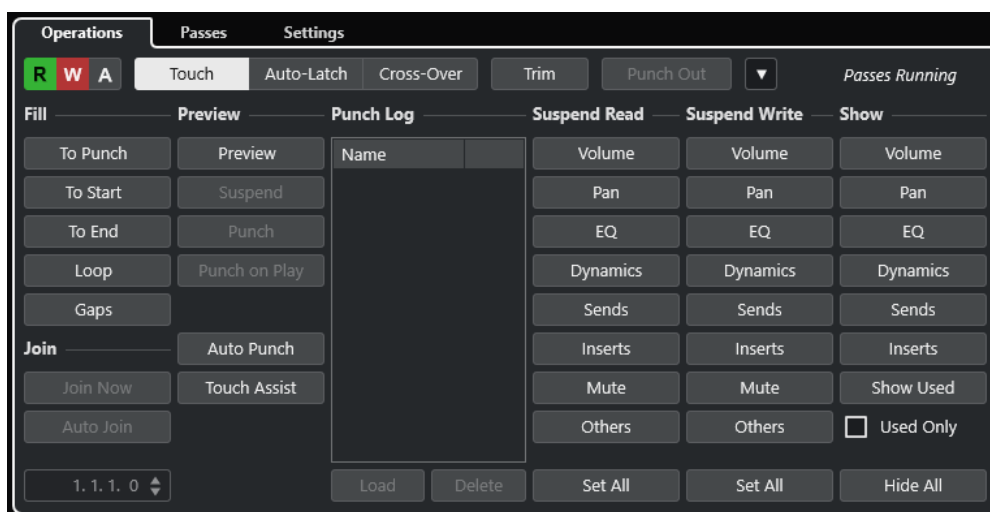 Operations Passes Settings
R W A Touch Auto-Latch Cross-Over Trim Punch Out Passes Running
Fill Preview Punch Log Suspend Read Suspend Write Show
To Punch Preview Name Volume Volume Volume
To Start Suspend Pan Pan Pan
To End Punch EQ EQ EQ
Loop Punch on Play Dynamics Dynamics Dynamics
Gaps Sends Sends Sends
Join Auto Punch Inserts Inserts Inserts
Join Now Touch Assist Mute Mute Show Used
Auto Join Others Others Used Only
1. 1. 1. 0 Load Delete Set All Set All Hide All